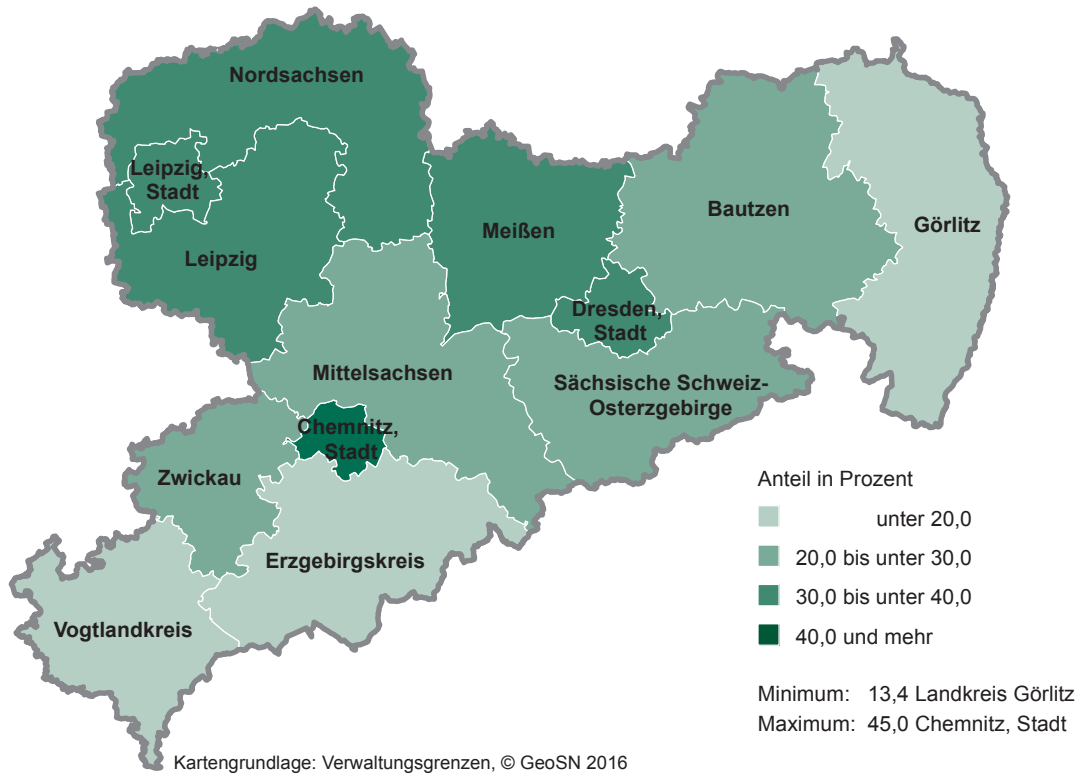 Nordsachsen
Leipzig,
Stadt
Leipzig
Meißen
Bautzen
Görlitz
Dresden,
Stadt
Mittelsachsen
Sächsische Schweiz-
Osterzgebirge
Chemnitz,
Stadt
Zwickau
Erzgebirgskreis
Vogtlandkreis
Anteil in Prozent
unter 20,0
20,0 bis unter 30,0
30,0 bis unter 40,0
40,0 und mehr
Minimum: 13,4 Landkreis Görlitz
Maximum: 45,0 Chemnitz, Stadt
Kartengrundlage: Verwaltungsgrenzen, © GeoSN 2016